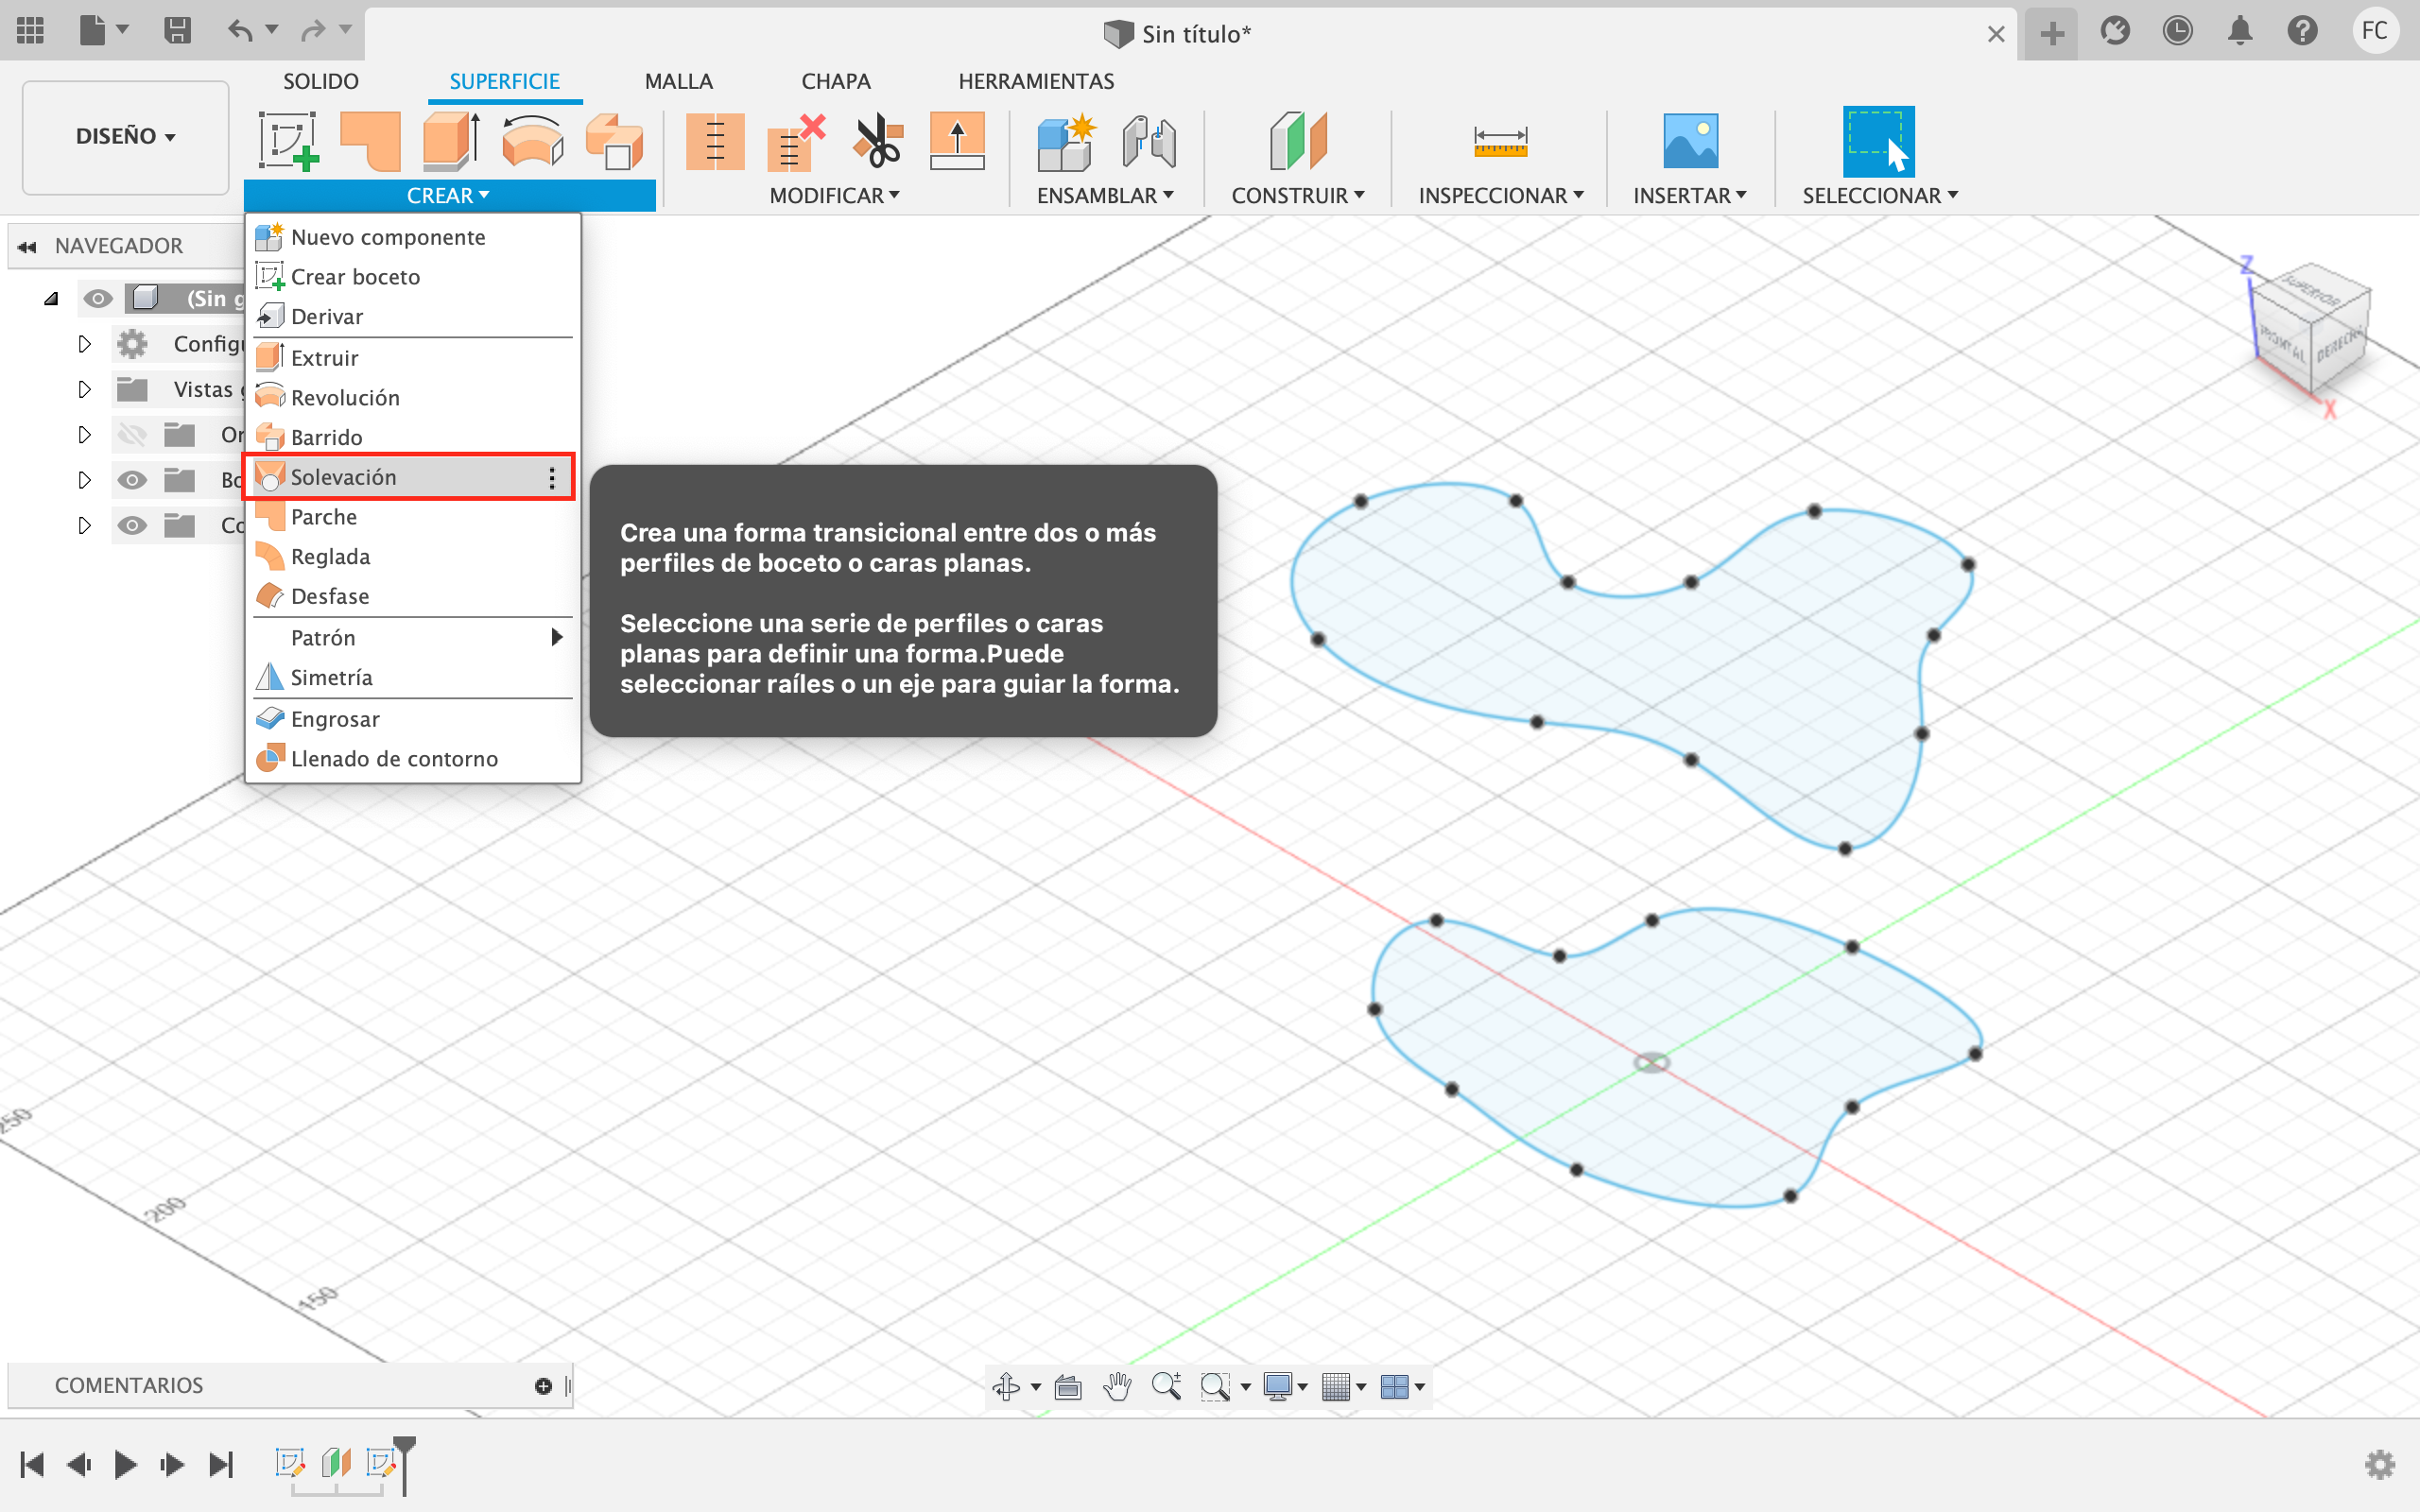 Sin título*
FC
SOLIDO
SUPERFICIE
MALLA
CHAPA
HERRAMIENTAS
DISEÑO
CREAR
MODIFICAR
ENSAMBLAR
CONSTRUIR
INSPECCIONAR
INSERTAR
SELECCIONAR
NAVEGADOR
(Sin g
Configu
Vistas g
Or
Bo
Co
Nuevo componente
Crear boceto
Derivar
Extruir
Revolución
Barrido
Solevación
Parche
Reglada
Desfase
Patrón
Simetría
Engrosar
Llenado de contorno
Crea una forma transicional entre dos o más
perfiles de boceto o caras planas.
Seleccione una serie de perfiles o caras
planas para definir una forma.Puede
seleccionar raíles o un eje para guiar la forma.
Z
SUPERIOR
FRONTAL
DERECHA
X
250
200
150
COMENTARIOS